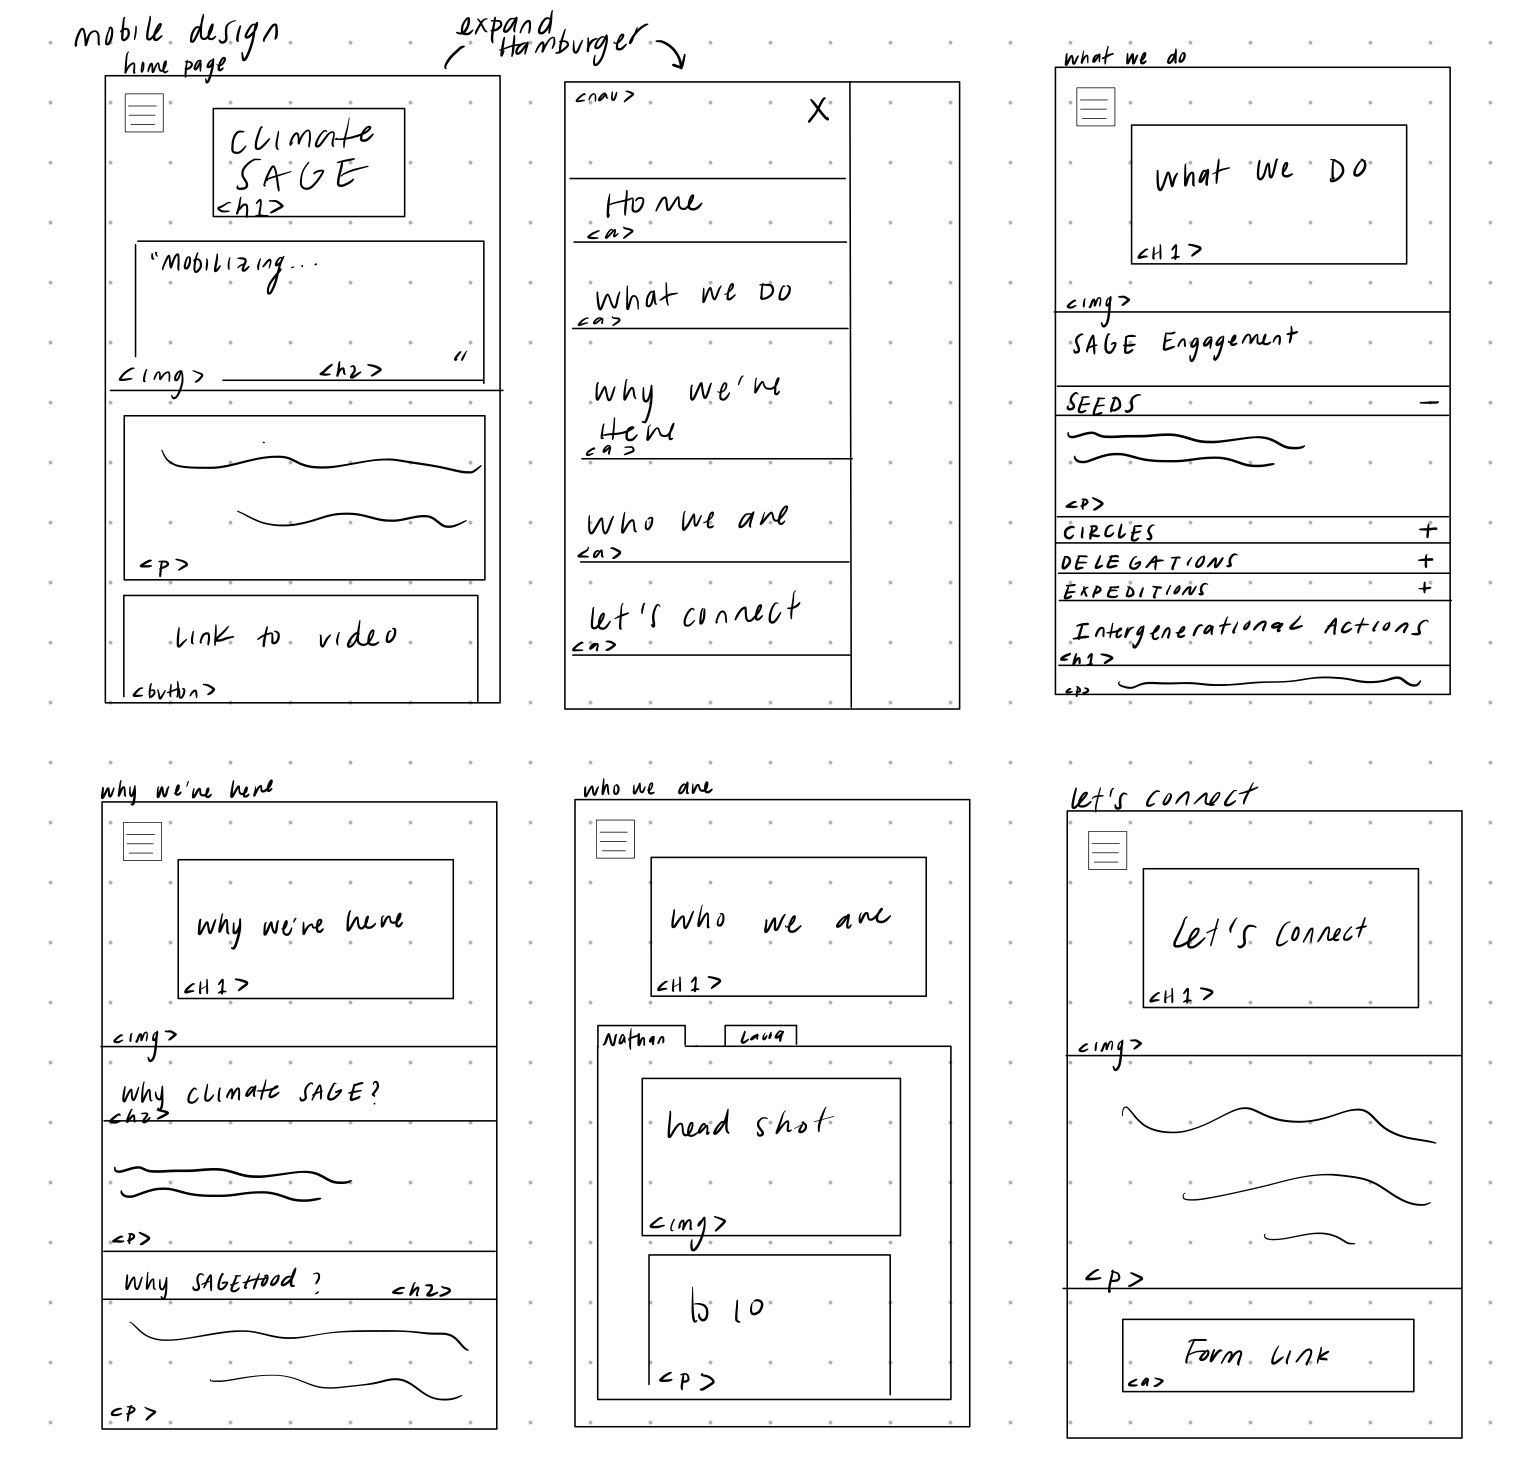 mobile design
home page
CLimate
SAGE
<h1>
"Mobilizing...
"
<img>
<h2>
<p>
Link to video
<button>
expand
Hamburger
<nav>
X
Home
<a>
what we DO
<a>
why we're
Here
<a>
who we are
<a>
let's connect
<a>
what we do
what we DO
<H1>
<img>
SAGE Engagement
SEEDS –
<p>
CIRCLES +
DELEGATIONS +
EXPEDITIONS +
Intergenerational Actions
<h1>
<p>
why we're here
why we're here
<H1>
<img>
why CLimate SAGE?
<h2>
<p>
why SAGEHood? <h2>
<p>
who we are
who we are
<H1>
Nathan Laura
head shot
<img>
bio
<p>
let's connect
Let's connect
<H1>
<img>
<p>
Form Link
<a>